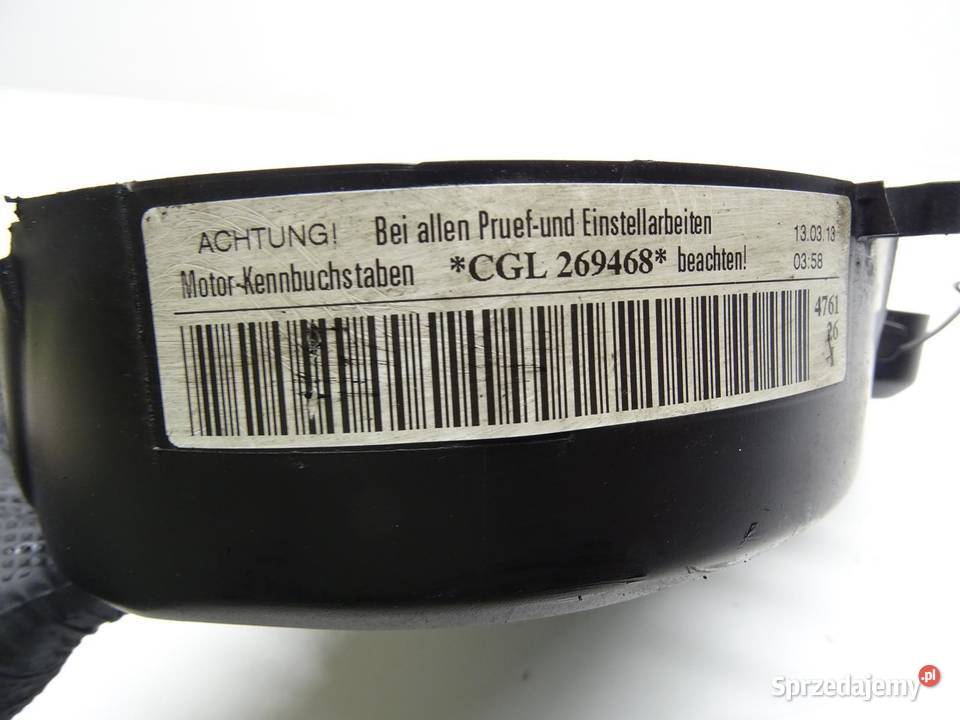 ACHTUNG! Bei allen Pruef-und Einstellarbeiten 13.03.13
Motor-Kennbuchstaben *CGL 269468* beachten! 03:58
4761
26
Sprzedajemy.pl